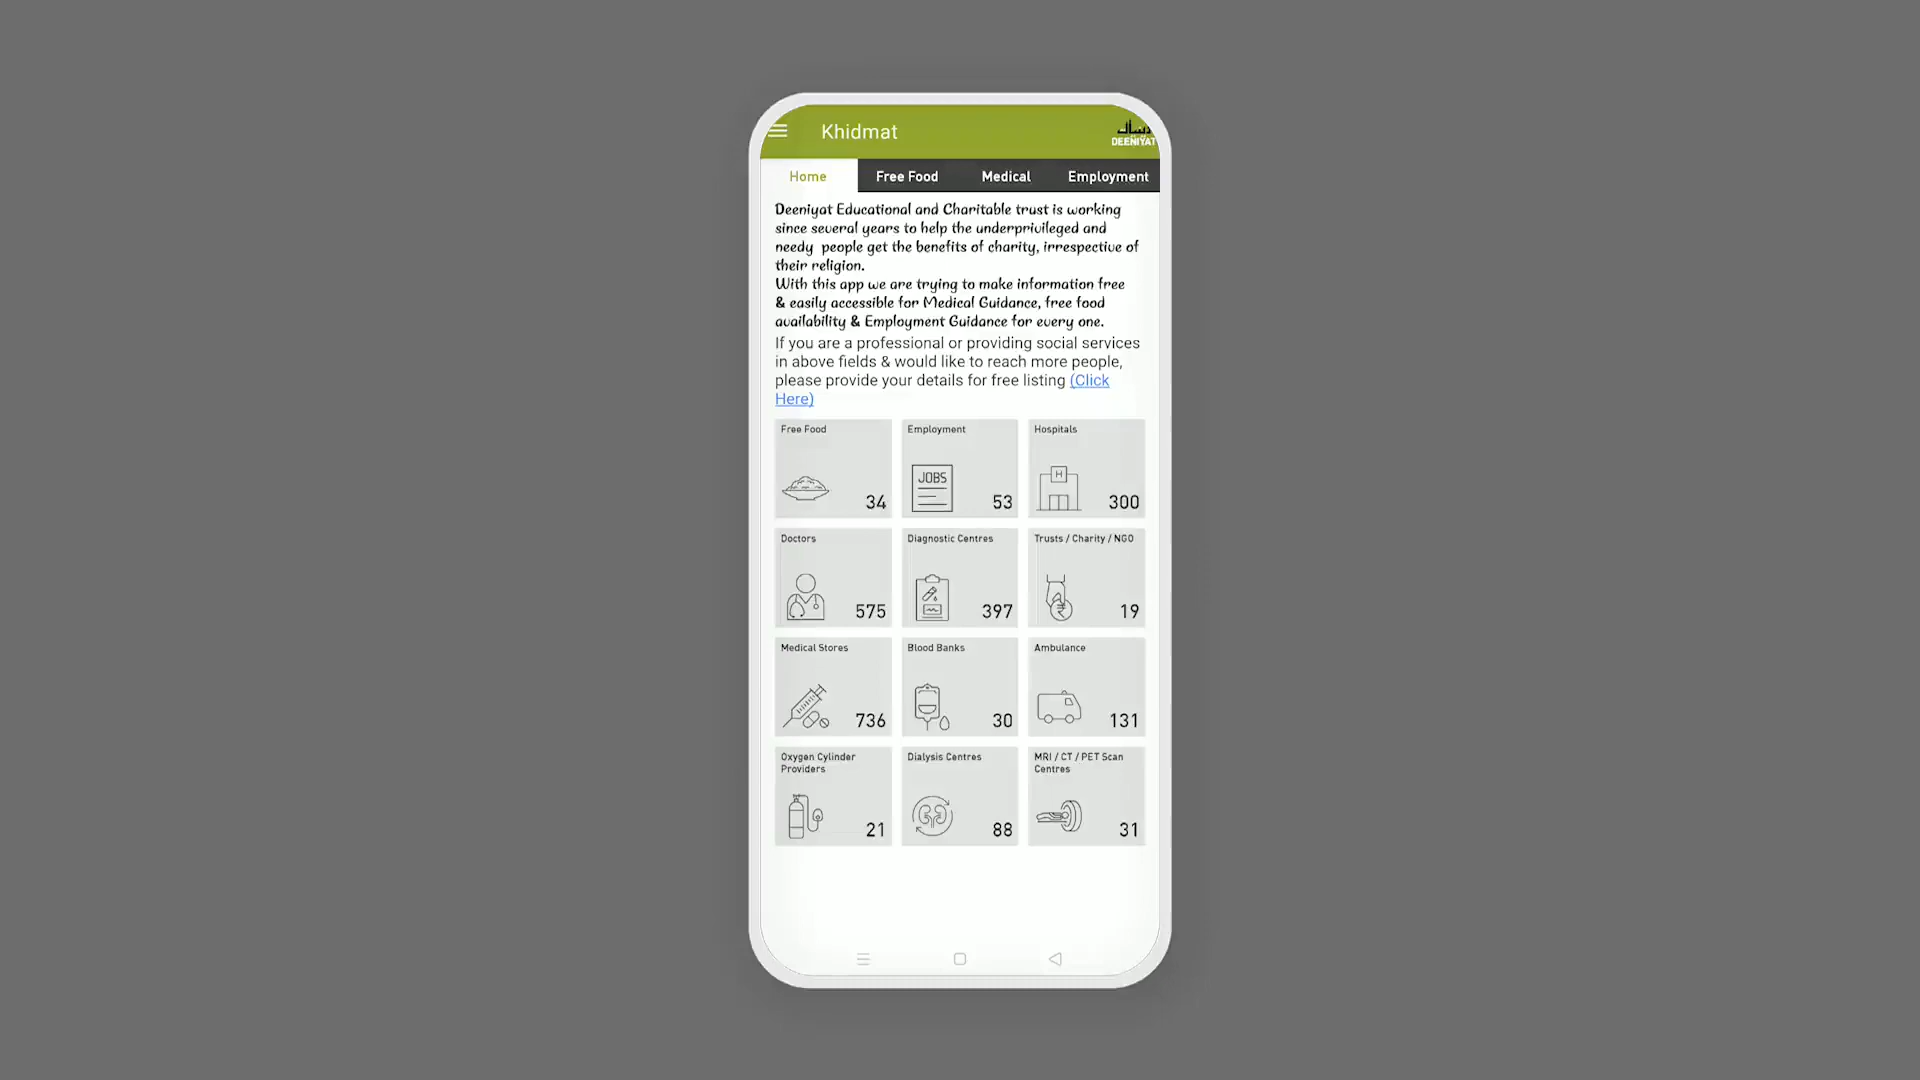 Khidmat
DEENIYAT
Home
Free Food
Medical
Employment
Deeniyat Educational and Charitable trust is working
since several years to help the underprivileged and
needy people get the benefits of charity, irrespective of
their religion.
With this app we are trying to make information free
& easily accessible for Medical Guidance, free food
availability & Employment Guidance for every one.
If you are a professional or providing social services
in above fields & would like to reach more people,
please provide your details for free listing (Click
Here)
Free Food
34
Employment
JOBS
53
Hospitals
H
300
Doctors
575
Diagnostic Centres
397
Trusts / Charity / NGO
₹
19
Medical Stores
736
Blood Banks
30
Ambulance
131
Oxygen Cylinder
Providers
21
Dialysis Centres
88
MRI / CT / PET Scan
Centres
31